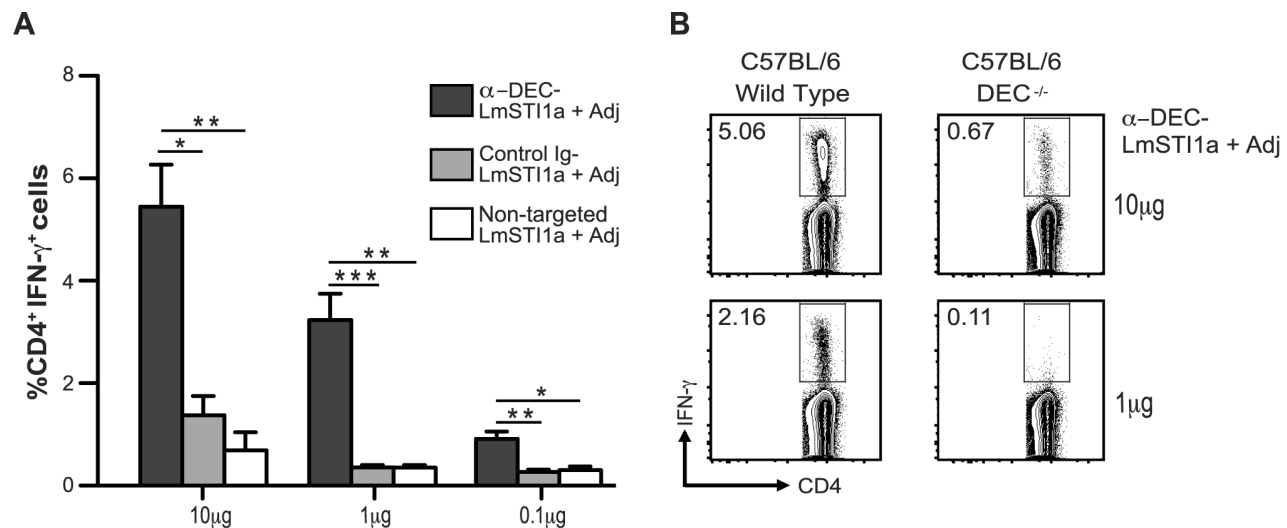 A
%CD4⁺ IFN-γ⁺ cells
8
6
4
2
0
**
*
**
***
*
**
10μg
1μg
0.1μg
α-DEC-
LmSTI1a + Adj
Control Ig-
LmSTI1a + Adj
Non-targeted
LmSTI1a + Adj
B
C57BL/6
Wild Type
C57BL/6
DEC⁻/⁻
5.06
0.67
α-DEC-
LmSTI1a + Adj
10μg
2.16
0.11
1μg
IFN-γ
CD4